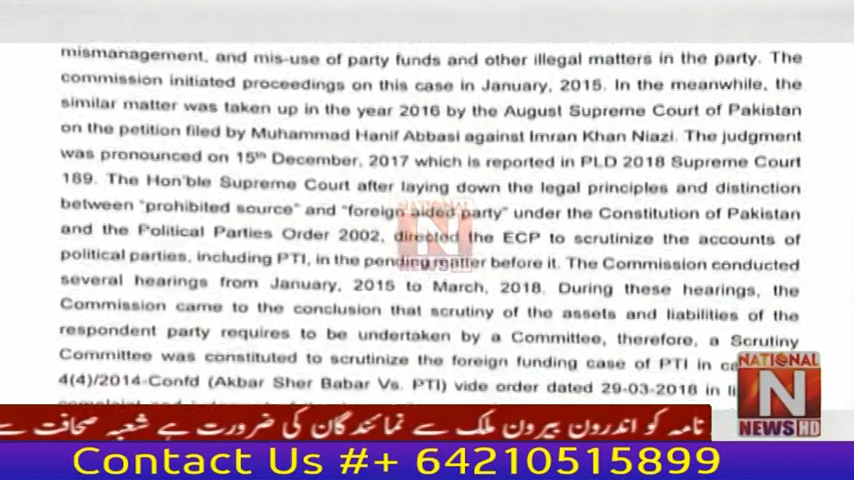 mismanagement, and mis-use of party funds and other illegal matters in the party. The
commission initiated proceedings on this case in January, 2015. In the meanwhile, the
similar matter was taken up in the year 2016 by the August Supreme Court of Pakistan
on the petition filed by Muhammad Hanif Abbasi against Imran Khan Niazi. The judgment
was pronounced on 15th December, 2017 which is reported in PLD 2018 Supreme Court
189. The Hon'ble Supreme Court after laying down the legal principles and distinction
between "prohibited source" and "foreign aided party" under the Constitution of Pakistan
and the Political Parties Order 2002, directed the ECP to scrutinize the accounts of
political parties, including PTI, in the pending matter before it. The Commission conducted
several hearings from January, 2015 to March, 2018. During these hearings, the
Commission came to the conclusion that scrutiny of the assets and liabilities of the
respondent party requires to be undertaken by a Committee, therefore, a Scrutiny
Committee was constituted to scrutinize the foreign funding case of PTI in
4(4)/2014-Confd (Akbar Sher Babar Vs. PTI) vide order dated 29-03-2018 in
NATIONAL
N
NEWS HD
NATIONAL
N
NEWS HD
نامہ کو اندرون بیرون ملک سے نمائندگان کی ضرورت ہے شعبہ صحافت سے
Contact Us #+ 64210515899